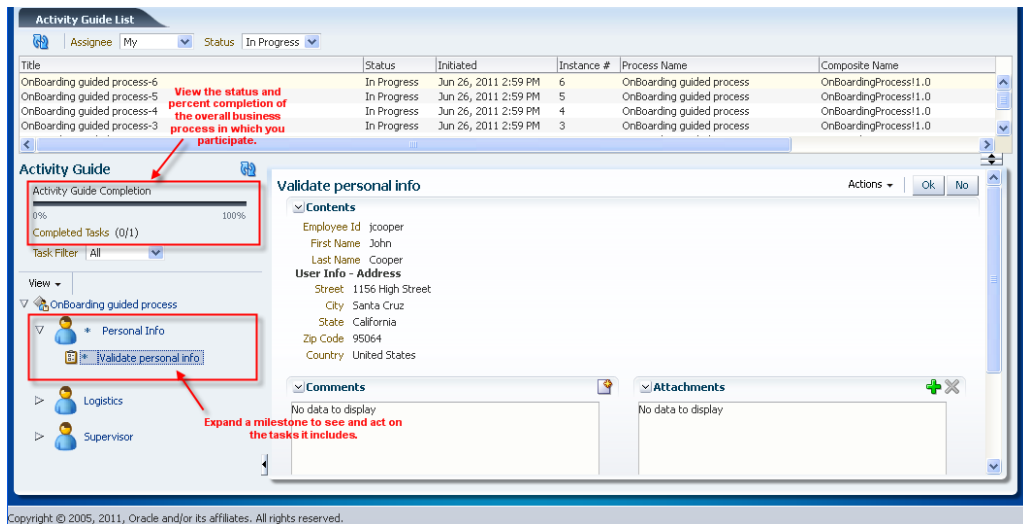 Activity Guide List
Assignee My Status In Progress
Title Status Initiated Instance # Process Name Composite Name
OnBoarding guided process-6 In Progress Jun 26, 2011 2:59 PM 6 OnBoarding guided process OnBoardingProcess!1.0
OnBoarding guided process-5 In Progress Jun 26, 2011 2:59 PM 5 OnBoarding guided process OnBoardingProcess!1.0
OnBoarding guided process-4 In Progress Jun 26, 2011 2:59 PM 4 OnBoarding guided process OnBoardingProcess!1.0
OnBoarding guided process-3 In Progress Jun 26, 2011 2:59 PM 3 OnBoarding guided process OnBoardingProcess!1.0
View the status and
percent completion of
the overall business
process in which you
participate.
Activity Guide
Activity Guide Completion
0% 100%
Completed Tasks (0/1)
Task Filter All
View
OnBoarding guided process
* Personal Info
* Validate personal info
Logistics
Supervisor
Expand a milestone to see and act on
the tasks it includes.
Validate personal info
Actions Ok No
Contents
Employee Id jcooper
First Name John
Last Name Cooper
User Info - Address
Street 1156 High Street
City Santa Cruz
State California
Zip Code 95064
Country United States
Comments
No data to display
Attachments
No data to display
Copyright © 2005, 2011, Oracle and/or its affiliates. All rights reserved.